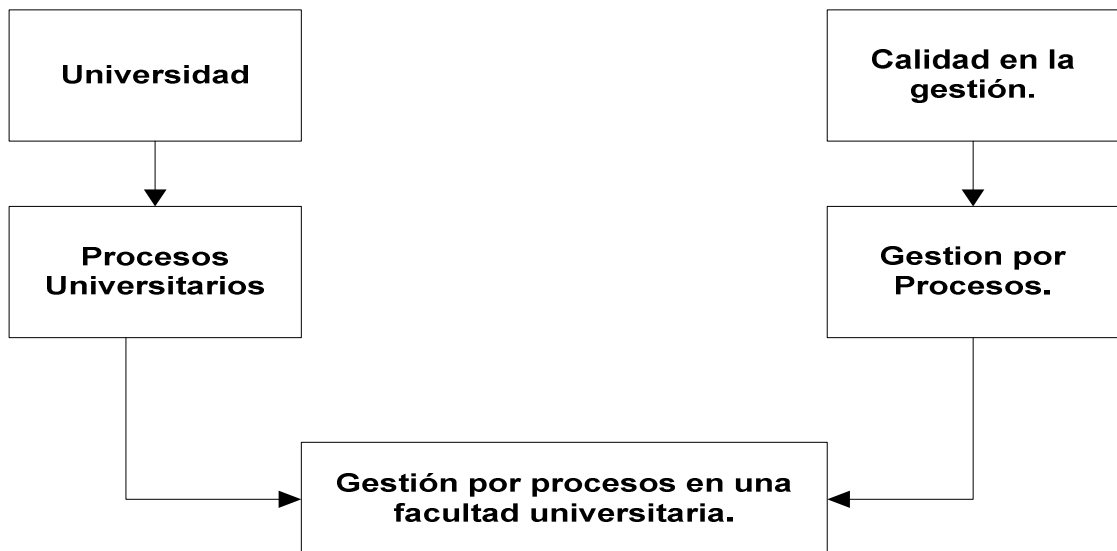 Universidad
Calidad en la
gestión.
Procesos
Universitarios
Gestion por
Procesos.
Gestión por procesos en una
facultad universitaria.